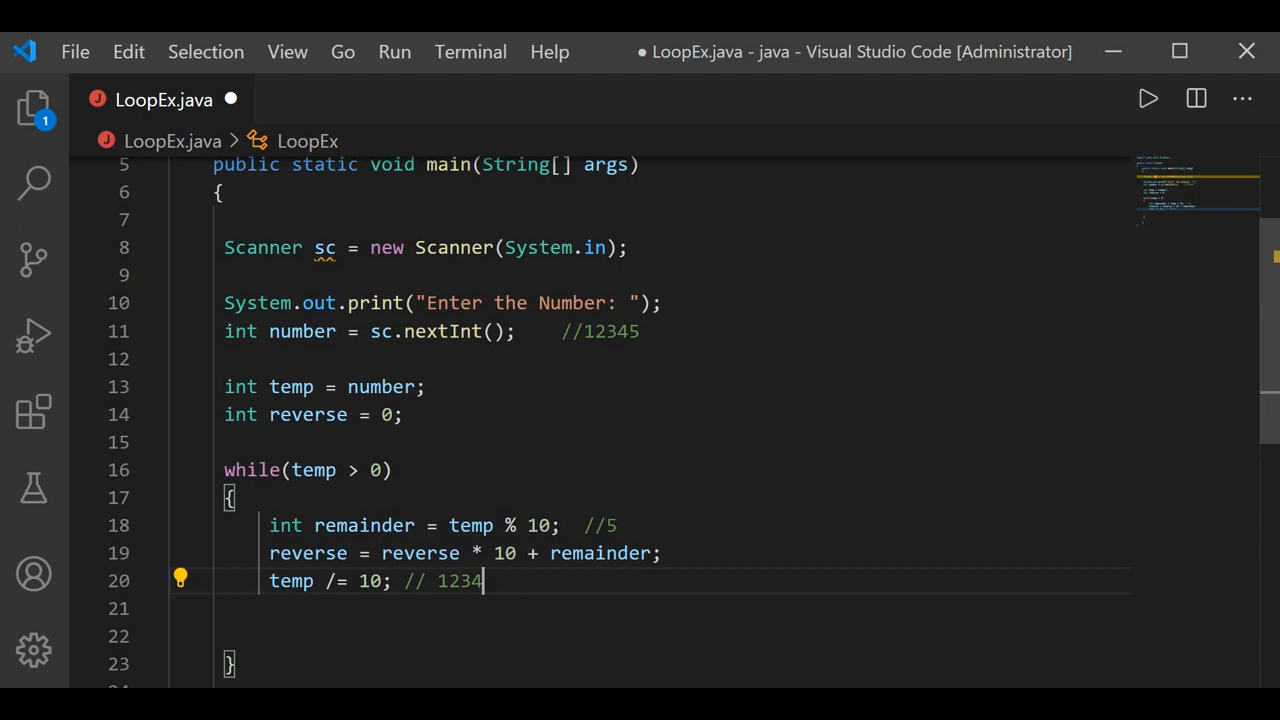 File Edit Selection View Go Run Terminal Help ● LoopEx.java - java - Visual Studio Code [Administrator]
LoopEx.java
LoopEx.java > LoopEx
1
5 public static void main(String[] args)
6 {
7
8 Scanner sc = new Scanner(System.in);
9
10 System.out.print("Enter the Number: ");
11 int number = sc.nextInt(); //12345
12
13 int temp = number;
14 int reverse = 0;
15
16 while(temp > 0)
17 {
18 int remainder = temp % 10; //5
19 reverse = reverse * 10 + remainder;
20 temp /= 10; // 1234
21
22
23 }